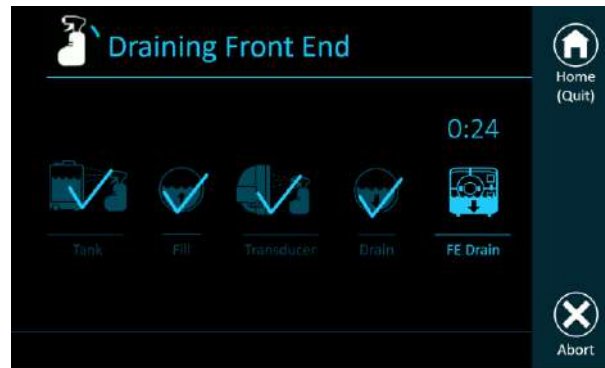 Draining Front End
Home
(Quit)
0:24
Tank
Fill
Transducer
Drain
FE Drain
Abort